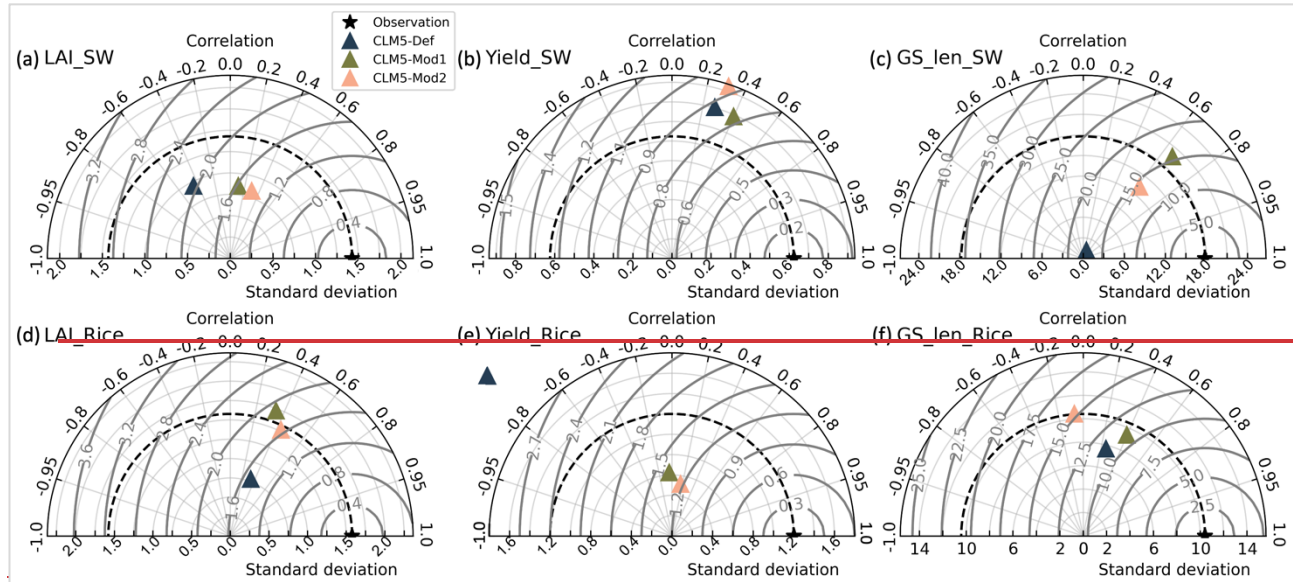 Observation
CLM5-Def
CLM5-Mod1
CLM5-Mod2
(a) LAI_SW
Correlation
-1.0 -0.95 -0.8 -0.6 -0.4 -0.2 0.0 0.2 0.4 0.6 0.8 0.95 1.0
3.2 2.8 2.4 2.0 1.6 1.2 0.8 0.4
2.0 1.5 1.0 0.5 0.0 0.5 1.0 1.5 2.0
Standard deviation
(b) Yield_SW
Correlation
-1.0 -0.95 -0.8 -0.6 -0.4 -0.2 0.0 0.2 0.4 0.6 0.8 0.95 1.0
1.5 1.4 1.2 0.9 0.8 0.6 0.5 0.3 0.2
0.8 0.6 0.4 0.2 0.0 0.2 0.4 0.6 0.8
Standard deviation
(c) GS_len_SW
Correlation
-1.0 -0.95 -0.8 -0.6 -0.4 -0.2 0.0 0.2 0.4 0.6 0.8 0.95 1.0
40.0 35.0 30.0 25.0 20.0 15.0 10.0 5.0
24.0 18.0 12.0 6.0 0.0 6.0 12.0 18.0 24.0
Standard deviation
(d) LAI_Rice
Correlation
-1.0 -0.95 -0.8 -0.6 -0.4 -0.2 0.0 0.2 0.4 0.6 0.8 0.95 1.0
3.6 3.2 2.8 2.4 2.0 1.6 1.2 0.8 0.4
2.0 1.5 1.0 0.5 0.0 0.5 1.0 1.5 2.0
Standard deviation
(e) Yield_Rice
Correlation
-1.0 -0.95 -0.8 -0.6 -0.4 -0.2 0.0 0.2 0.4 0.6 0.8 0.95 1.0
2.7 2.4 2.1 1.8 1.5 1.2 0.9 0.6 0.3
1.6 1.2 0.8 0.4 0.0 0.4 0.8 1.2 1.6
Standard deviation
(f) GS_len_Rice
Correlation
-1.0 -0.95 -0.8 -0.6 -0.4 -0.2 0.0 0.2 0.4 0.6 0.8 0.95 1.0
25.0 22.5 20.0 17.5 15.0 12.5 10.0 7.5 5.0 2.5
14 10 6 2 0 2 6 10 14
Standard deviation